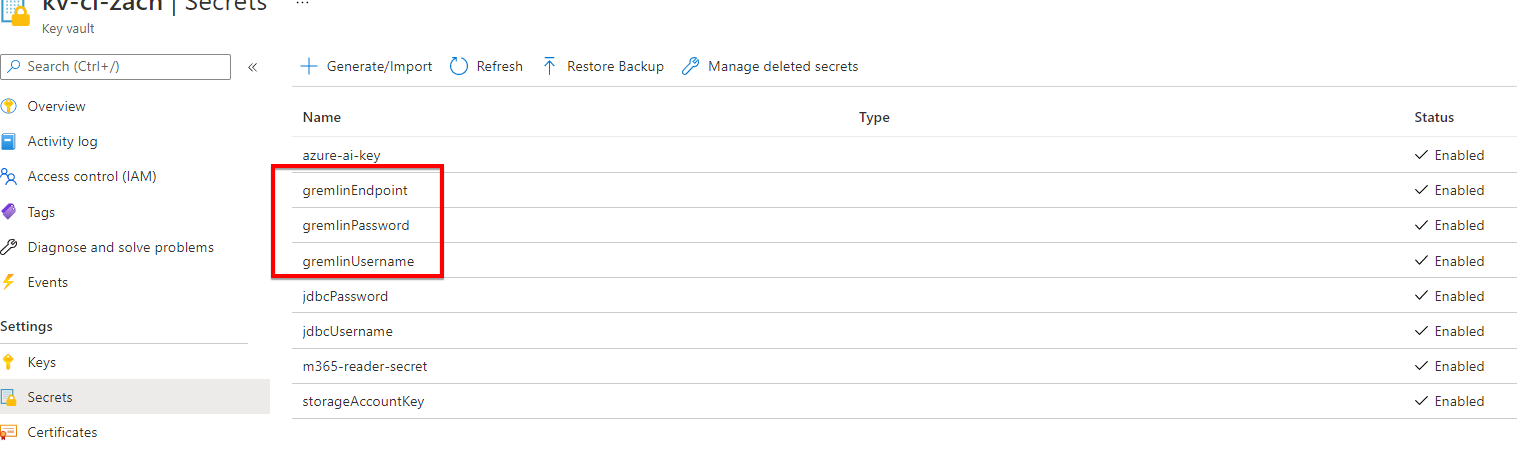 kv-cl-zach | Secrets ...
Key vault
Search (Ctrl+/) «
Generate/Import Refresh Restore Backup Manage deleted secrets
Overview
Activity log
Access control (IAM)
Tags
Diagnose and solve problems
Events
Settings
Keys
Secrets
Certificates
Name Type Status
azure-ai-key Enabled
gremlinEndpoint Enabled
gremlinPassword Enabled
gremlinUsername Enabled
jdbcPassword Enabled
jdbcUsername Enabled
m365-reader-secret Enabled
storageAccountKey Enabled